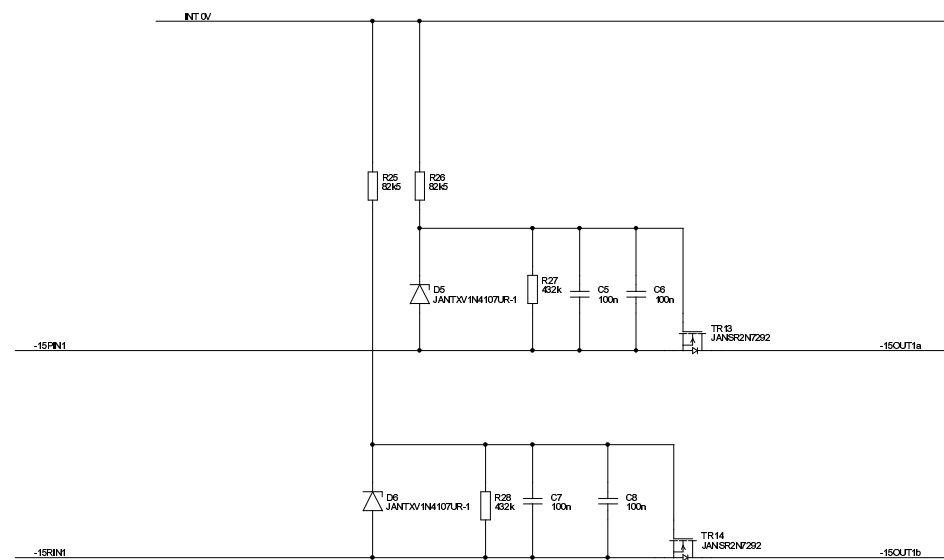 INT 0V
R25
82k5
R26
82k5
D5
JANTXV1N4107UR-1
R27
432k
C5
100n
C6
100n
TR13
JANSR2N7292
-15PIN1
-15OUT1a
D6
JANTXV1N4107UR-1
R28
432k
C7
100n
C8
100n
TR14
JANSR2N7292
-15RIN1
-15OUT1b